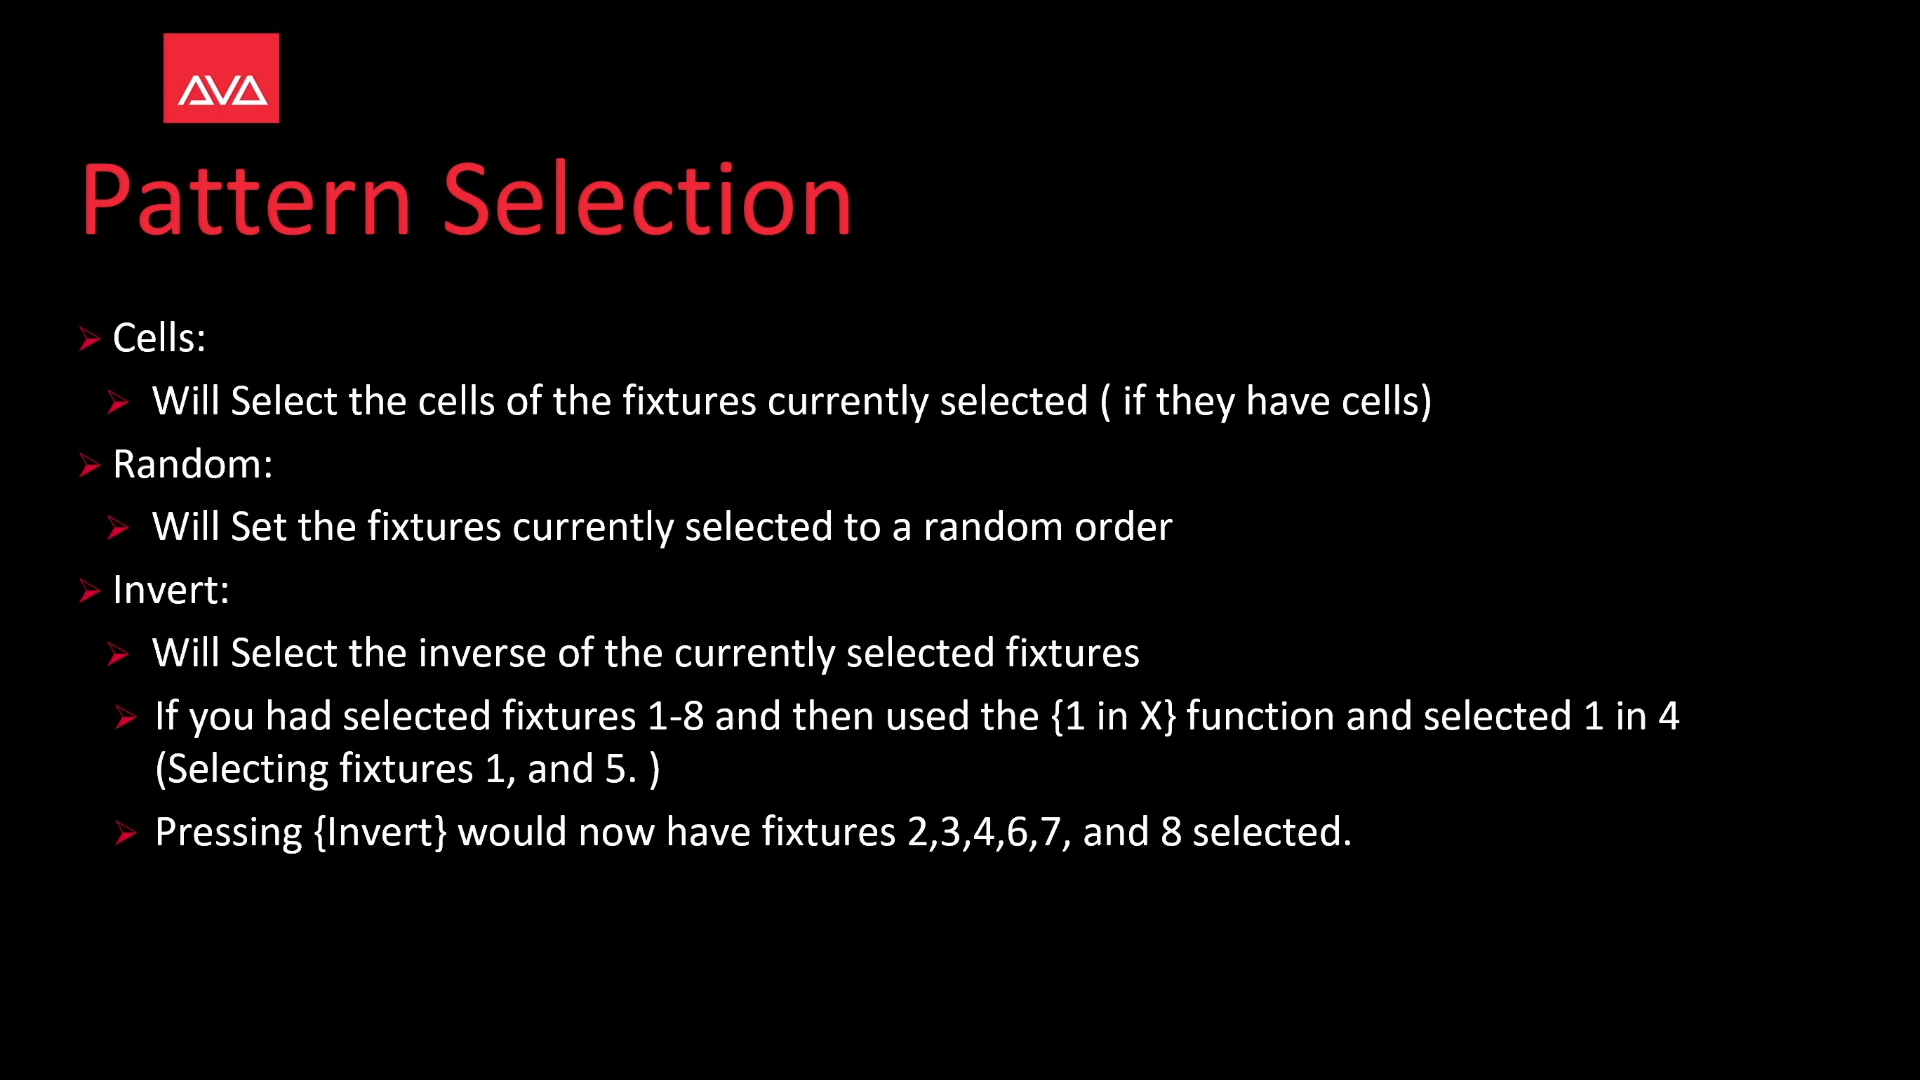 AVA
Pattern Selection
Cells:
Will Select the cells of the fixtures currently selected ( if they have cells)
Random:
Will Set the fixtures currently selected to a random order
Invert:
Will Select the inverse of the currently selected fixtures
If you had selected fixtures 1-8 and then used the {1 in X} function and selected 1 in 4
(Selecting fixtures 1, and 5. )
Pressing {Invert} would now have fixtures 2,3,4,6,7, and 8 selected.